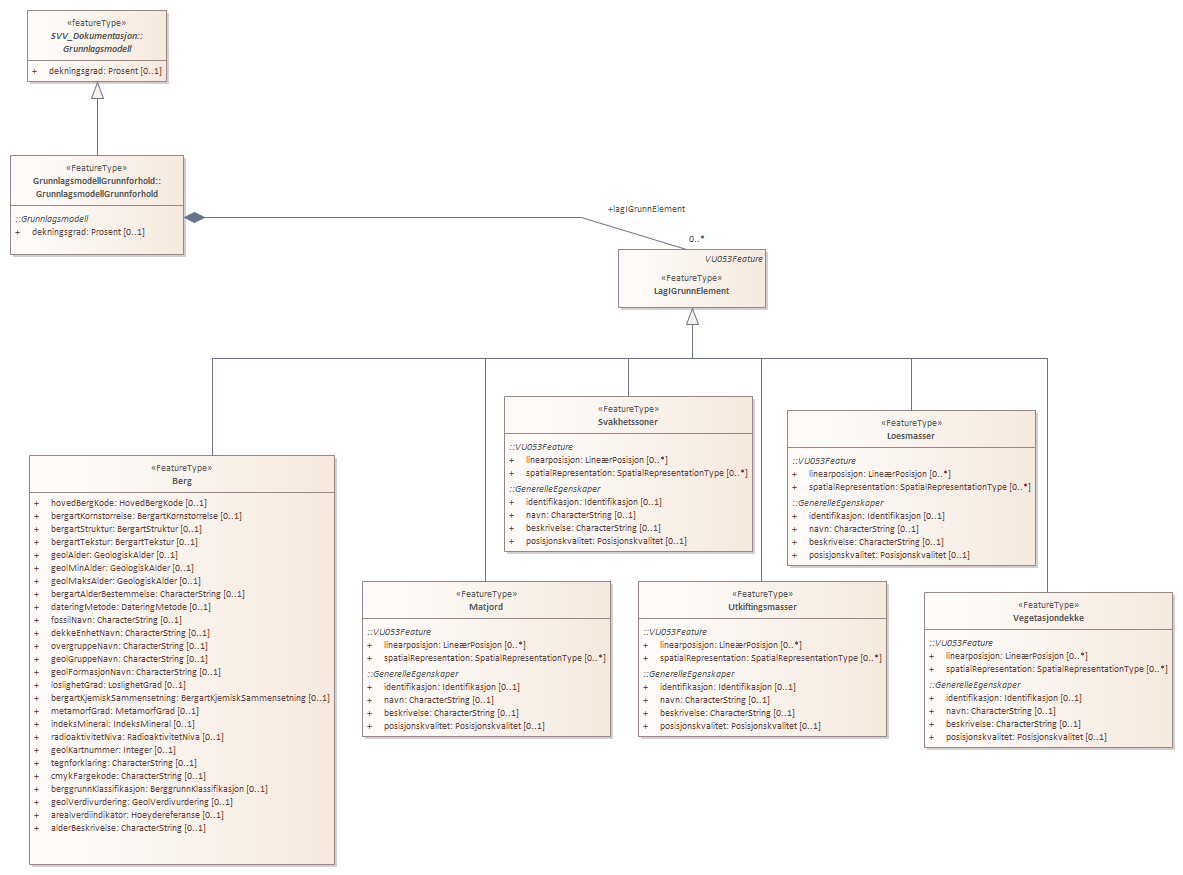 «featureType»
SVV_Dokumentasjon::
Grunnlagsmodell
+ dekningsgrad: Prosent [0..1]
«FeatureType»
GrunnlagsmodellGrunnforhold::
GrunnlagsmodellGrunnforhold
::Grunnlagsmodell
+ dekningsgrad: Prosent [0..1]
+lagIGrunnElement
0..*
VU053Feature
«FeatureType»
LagIGrunnElement
«FeatureType»
Berg
+ hovedBergKode: HovedBergKode [0..1]
+ bergartKornstorrelse: BergartKornstorrelse [0..1]
+ bergartStruktur: BergartStruktur [0..1]
+ bergartTekstur: BergartTekstur [0..1]
+ geolAlder: GeologiskAlder [0..1]
+ geolMinAlder: GeologiskAlder [0..1]
+ geolMaksAlder: GeologiskAlder [0..1]
+ bergartAlderBestemmelse: CharacterString [0..1]
+ dateringMetode: DateringMetode [0..1]
+ fossilNavn: CharacterString [0..1]
+ dekkeEnhetNavn: CharacterString [0..1]
+ overgruppeNavn: CharacterString [0..1]
+ geolGruppeNavn: CharacterString [0..1]
+ geolFormasjonNavn: CharacterString [0..1]
+ loslighetGrad: LoslighetGrad [0..1]
+ bergartKjemiskSammensetning: BergartKjemiskSammensetning [0..1]
+ metamorfGrad: MetamorfGrad [0..1]
+ indeksMineral: IndeksMineral [0..1]
+ radioaktivitetNiva: RadioaktivitetNiva [0..1]
+ geolKartnummer: Integer [0..1]
+ tegnforklaring: CharacterString [0..1]
+ cmykFargekode: CharacterString [0..1]
+ berggrunnKlassifikasjon: BerggrunnKlassifikasjon [0..1]
+ geolVerdivurdering: GeolVerdivurdering [0..1]
+ arealverdiindikator: Hoeydereferanse [0..1]
+ alderBeskrivelse: CharacterString [0..1]
«FeatureType»
Matjord
::VU053Feature
+ linearposisjon: LineærPosisjon [0..*]
+ spatialRepresentation: SpatialRepresentationType [0..*]
::GenerelleEgenskaper
+ identifikasjon: Identifikasjon [0..1]
+ navn: CharacterString [0..1]
+ beskrivelse: CharacterString [0..1]
+ posisjonskvalitet: Posisjonskvalitet [0..1]
«FeatureType»
Svakhetssoner
::VU053Feature
+ linearposisjon: LineærPosisjon [0..*]
+ spatialRepresentation: SpatialRepresentationType [0..*]
::GenerelleEgenskaper
+ identifikasjon: Identifikasjon [0..1]
+ navn: CharacterString [0..1]
+ beskrivelse: CharacterString [0..1]
+ posisjonskvalitet: Posisjonskvalitet [0..1]
«FeatureType»
Utkiftingsmasser
::VU053Feature
+ linearposisjon: LineærPosisjon [0..*]
+ spatialRepresentation: SpatialRepresentationType [0..*]
::GenerelleEgenskaper
+ identifikasjon: Identifikasjon [0..1]
+ navn: CharacterString [0..1]
+ beskrivelse: CharacterString [0..1]
+ posisjonskvalitet: Posisjonskvalitet [0..1]
«FeatureType»
Loesmasser
::VU053Feature
+ linearposisjon: LineærPosisjon [0..*]
+ spatialRepresentation: SpatialRepresentationType [0..*]
::GenerelleEgenskaper
+ identifikasjon: Identifikasjon [0..1]
+ navn: CharacterString [0..1]
+ beskrivelse: CharacterString [0..1]
+ posisjonskvalitet: Posisjonskvalitet [0..1]
«FeatureType»
Vegetasjondekke
::VU053Feature
+ linearposisjon: LineærPosisjon [0..*]
+ spatialRepresentation: SpatialRepresentationType [0..*]
::GenerelleEgenskaper
+ identifikasjon: Identifikasjon [0..1]
+ navn: CharacterString [0..1]
+ beskrivelse: CharacterString [0..1]
+ posisjonskvalitet: Posisjonskvalitet [0..1]